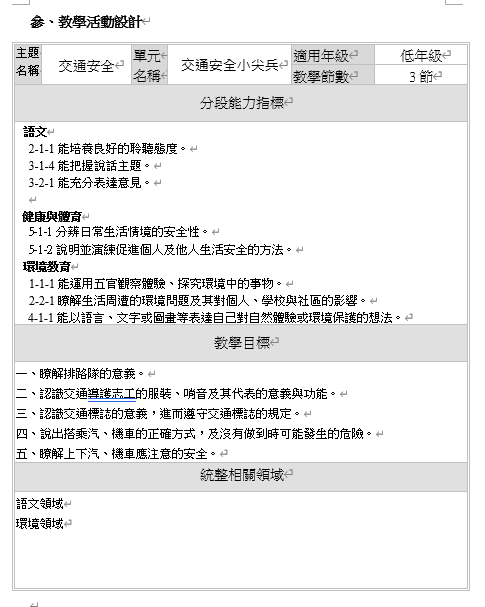 參、教學活動設計
主題名稱 交通安全 單元名稱 交通安全小尖兵 適用年級 低年級
教學節數 3 節
分段能力指標
語文
2-1-1 能培養良好的聆聽態度。
3-1-4 能把握說話主題。
3-2-1 能充分表達意見。
健康與體育
5-1-1 分辨日常生活情境的安全性。
5-1-2 說明並演練促進個人及他人生活安全的方法。
環境教育
1-1-1 能運用五官觀察體驗、探究環境中的事物。
2-2-1 瞭解生活周遭的環境問題及其對個人、學校與社區的影響。
4-1-1 能以語言、文字或圖畫等表達自己對自然體驗或環境保護的想法。
教學目標
一、瞭解排路隊的意義。
二、認識交通導護志工的服裝、哨音及其代表的意義與功能。
三、認識交通標誌的意義，進而遵守交通標誌的規定。
四、說出搭乘汽、機車的正確方式，及沒有做到時可能發生的危險。
五、瞭解上下汽、機車應注意的安全。
統整相關領域
語文領域
環境領域